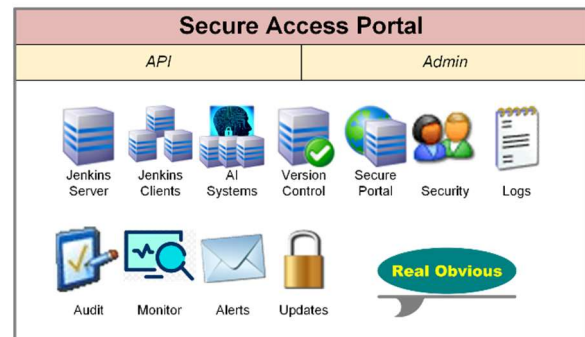 Secure Access Portal
API Admin
Jenkins Server
Jenkins Clients
AI Systems
Version Control
Secure Portal
Security
Logs
Audit
Monitor
Alerts
Updates
Real Obvious